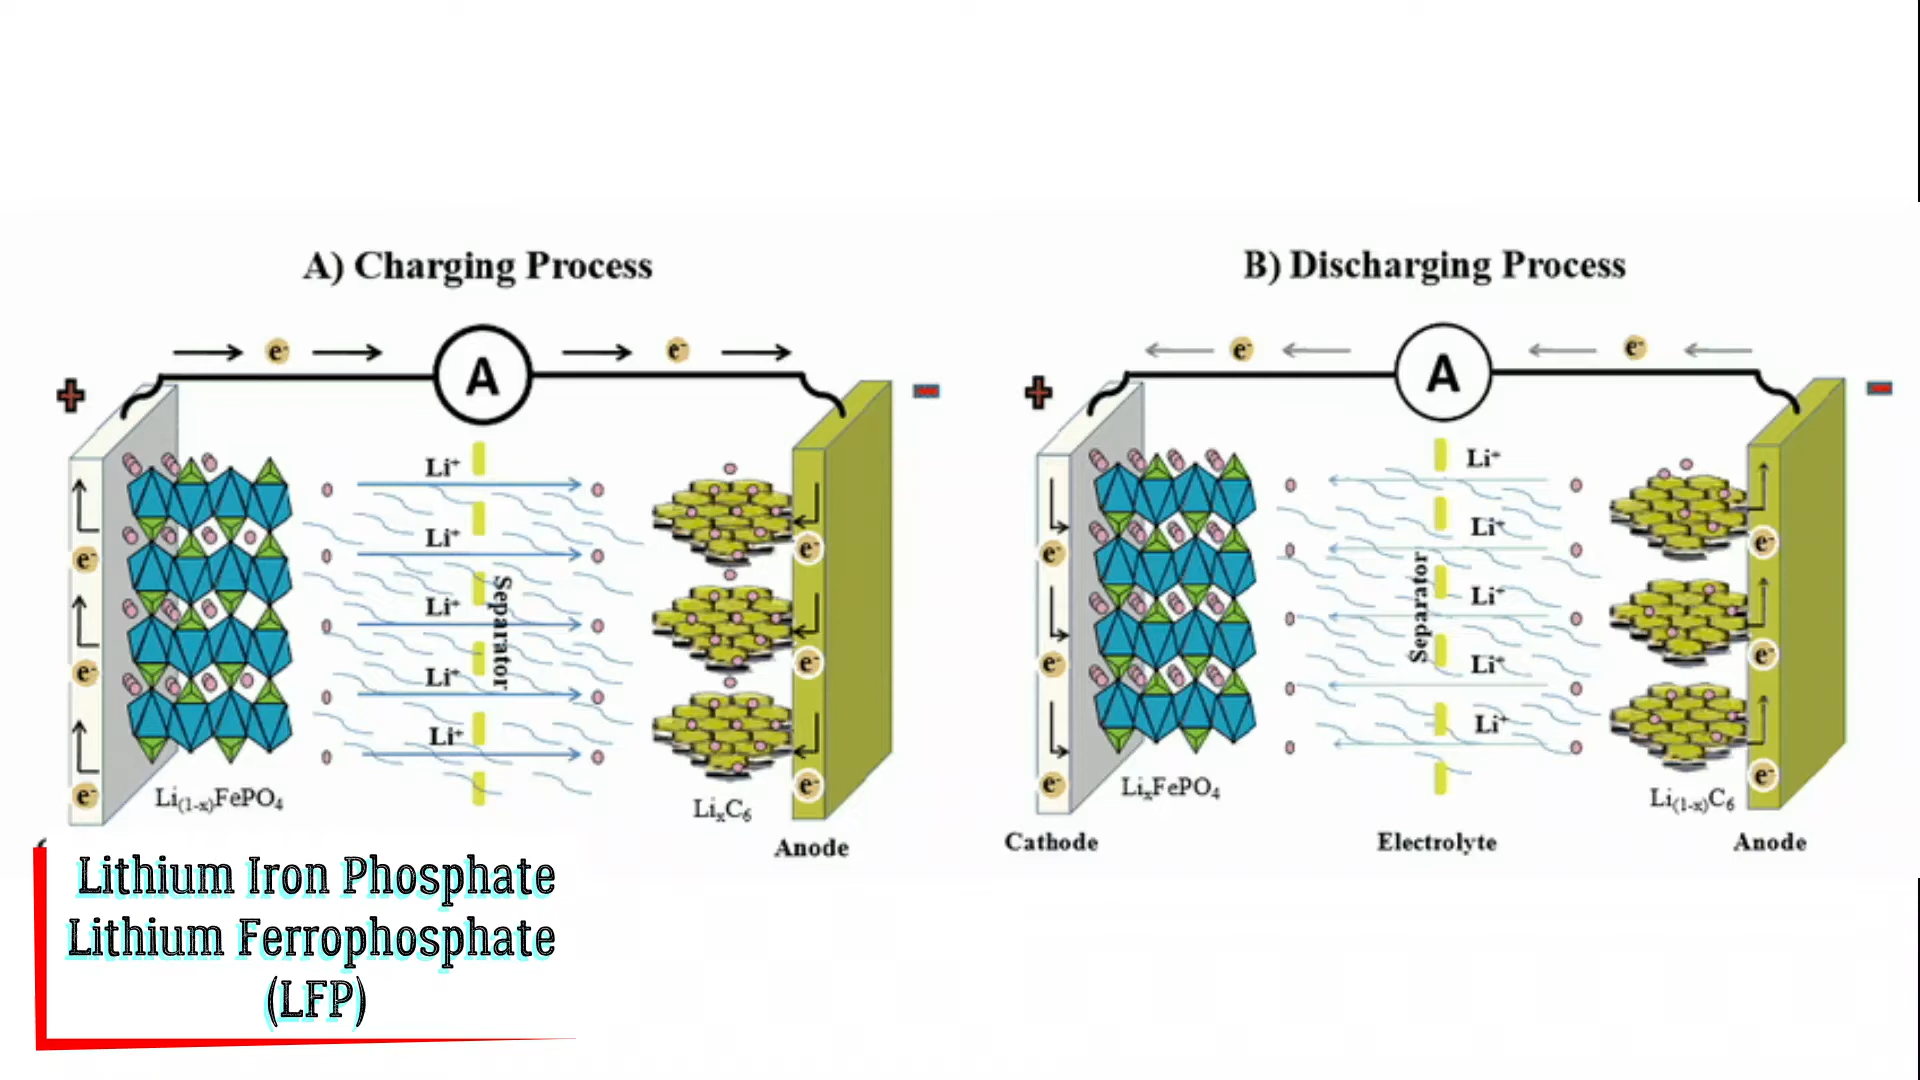 A) Charging Process
e⁻ e⁻
A
+ -
Li⁺
Li⁺
Li⁺
Li⁺
Li⁺
Separator
e⁻
e⁻
e⁻
e⁻
e⁻
e⁻
Li₍₁₋ₓ₎FePO₄
LiₓC₆
Anode
B) Discharging Process
e⁻ e⁻
A
+ -
Li⁺
Li⁺
Li⁺
Li⁺
Li⁺
Separator
e⁻
e⁻
e⁻
e⁻
e⁻
e⁻
LiₓFePO₄
Li₍₁₋ₓ₎C₆
Cathode Electrolyte Anode
Lithium Iron Phosphate
Lithium Ferrophosphate
(LFP)